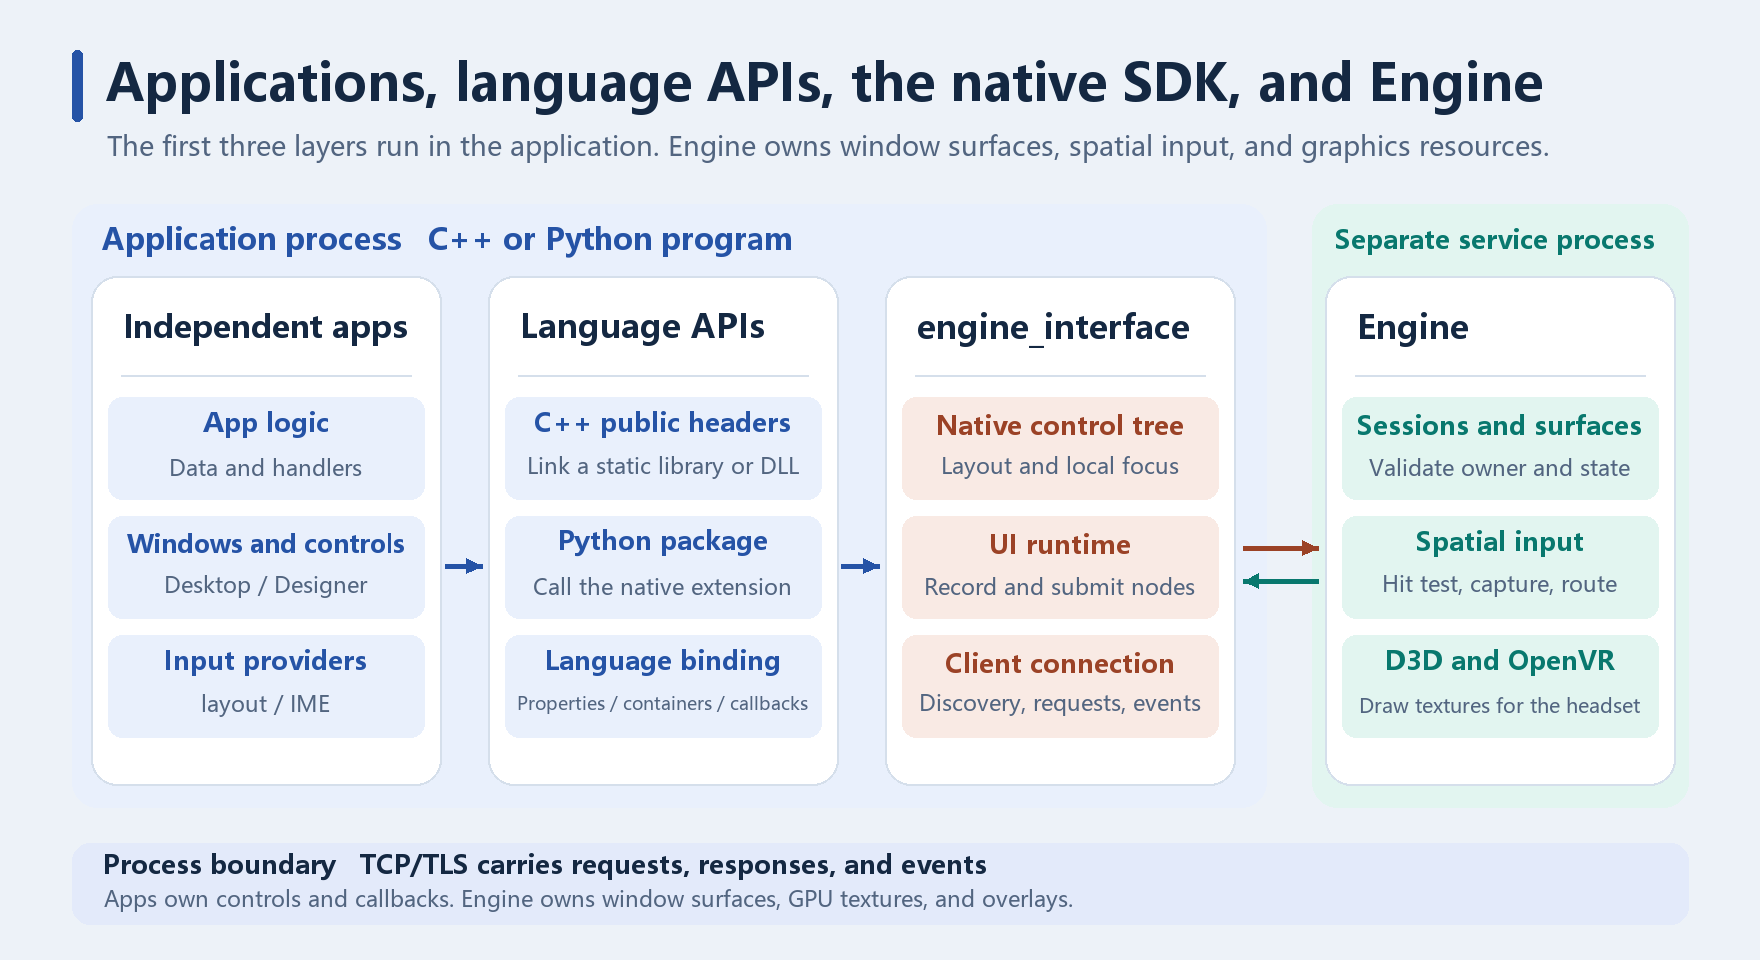 Applications, language APIs, the native SDK, and Engine
The first three layers run in the application. Engine owns window surfaces, spatial input, and graphics resources.
Application process C++ or Python program
Independent apps
App logic
Data and handlers
Windows and controls
Desktop / Designer
Input providers
layout / IME
Language APIs
C++ public headers
Link a static library or DLL
Python package
Call the native extension
Language binding
Properties / containers / callbacks
engine_interface
Native control tree
Layout and local focus
UI runtime
Record and submit nodes
Client connection
Discovery, requests, events
Separate service process
Engine
Sessions and surfaces
Validate owner and state
Spatial input
Hit test, capture, route
D3D and OpenVR
Draw textures for the headset
Process boundary TCP/TLS carries requests, responses, and events
Apps own controls and callbacks. Engine owns window surfaces, GPU textures, and overlays.